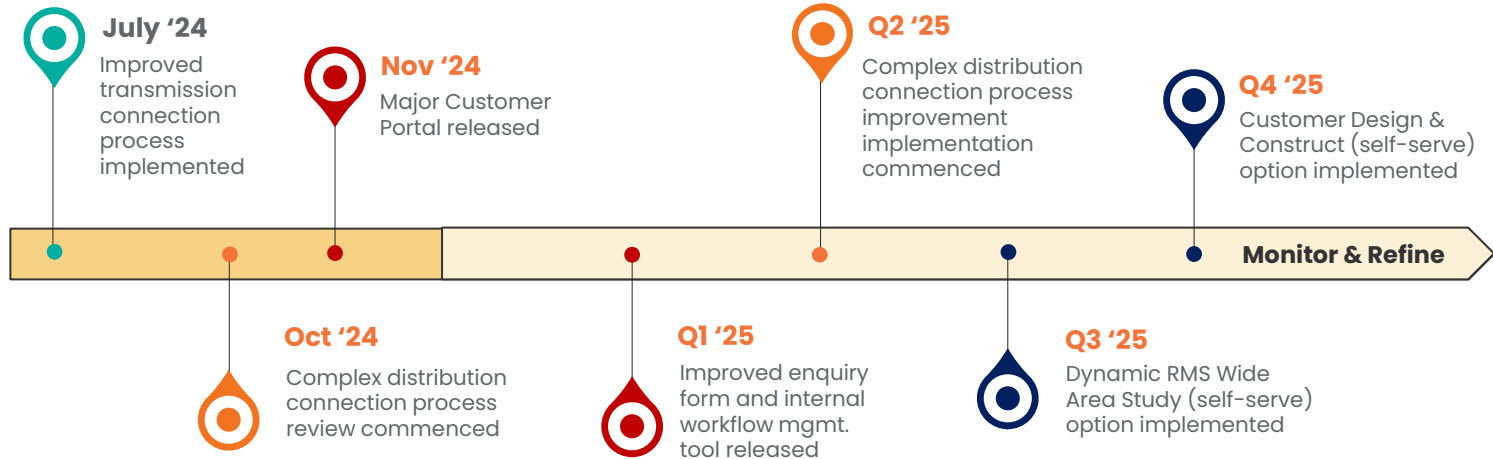 July ‘24
Improved
transmission
connection
process
implemented
Nov ‘24
Major Customer
Portal released
Q2 ‘25
Complex distribution
connection process
improvement
implementation
commenced
Q4 ‘25
Customer Design &
Construct (self-serve)
option implemented
Monitor & Refine
Oct ‘24
Complex distribution
connection process
review commenced
Q1 ‘25
Improved enquiry
form and internal
workflow mgmt.
tool released
Q3 ‘25
Dynamic RMS Wide
Area Study (self-serve)
option implemented